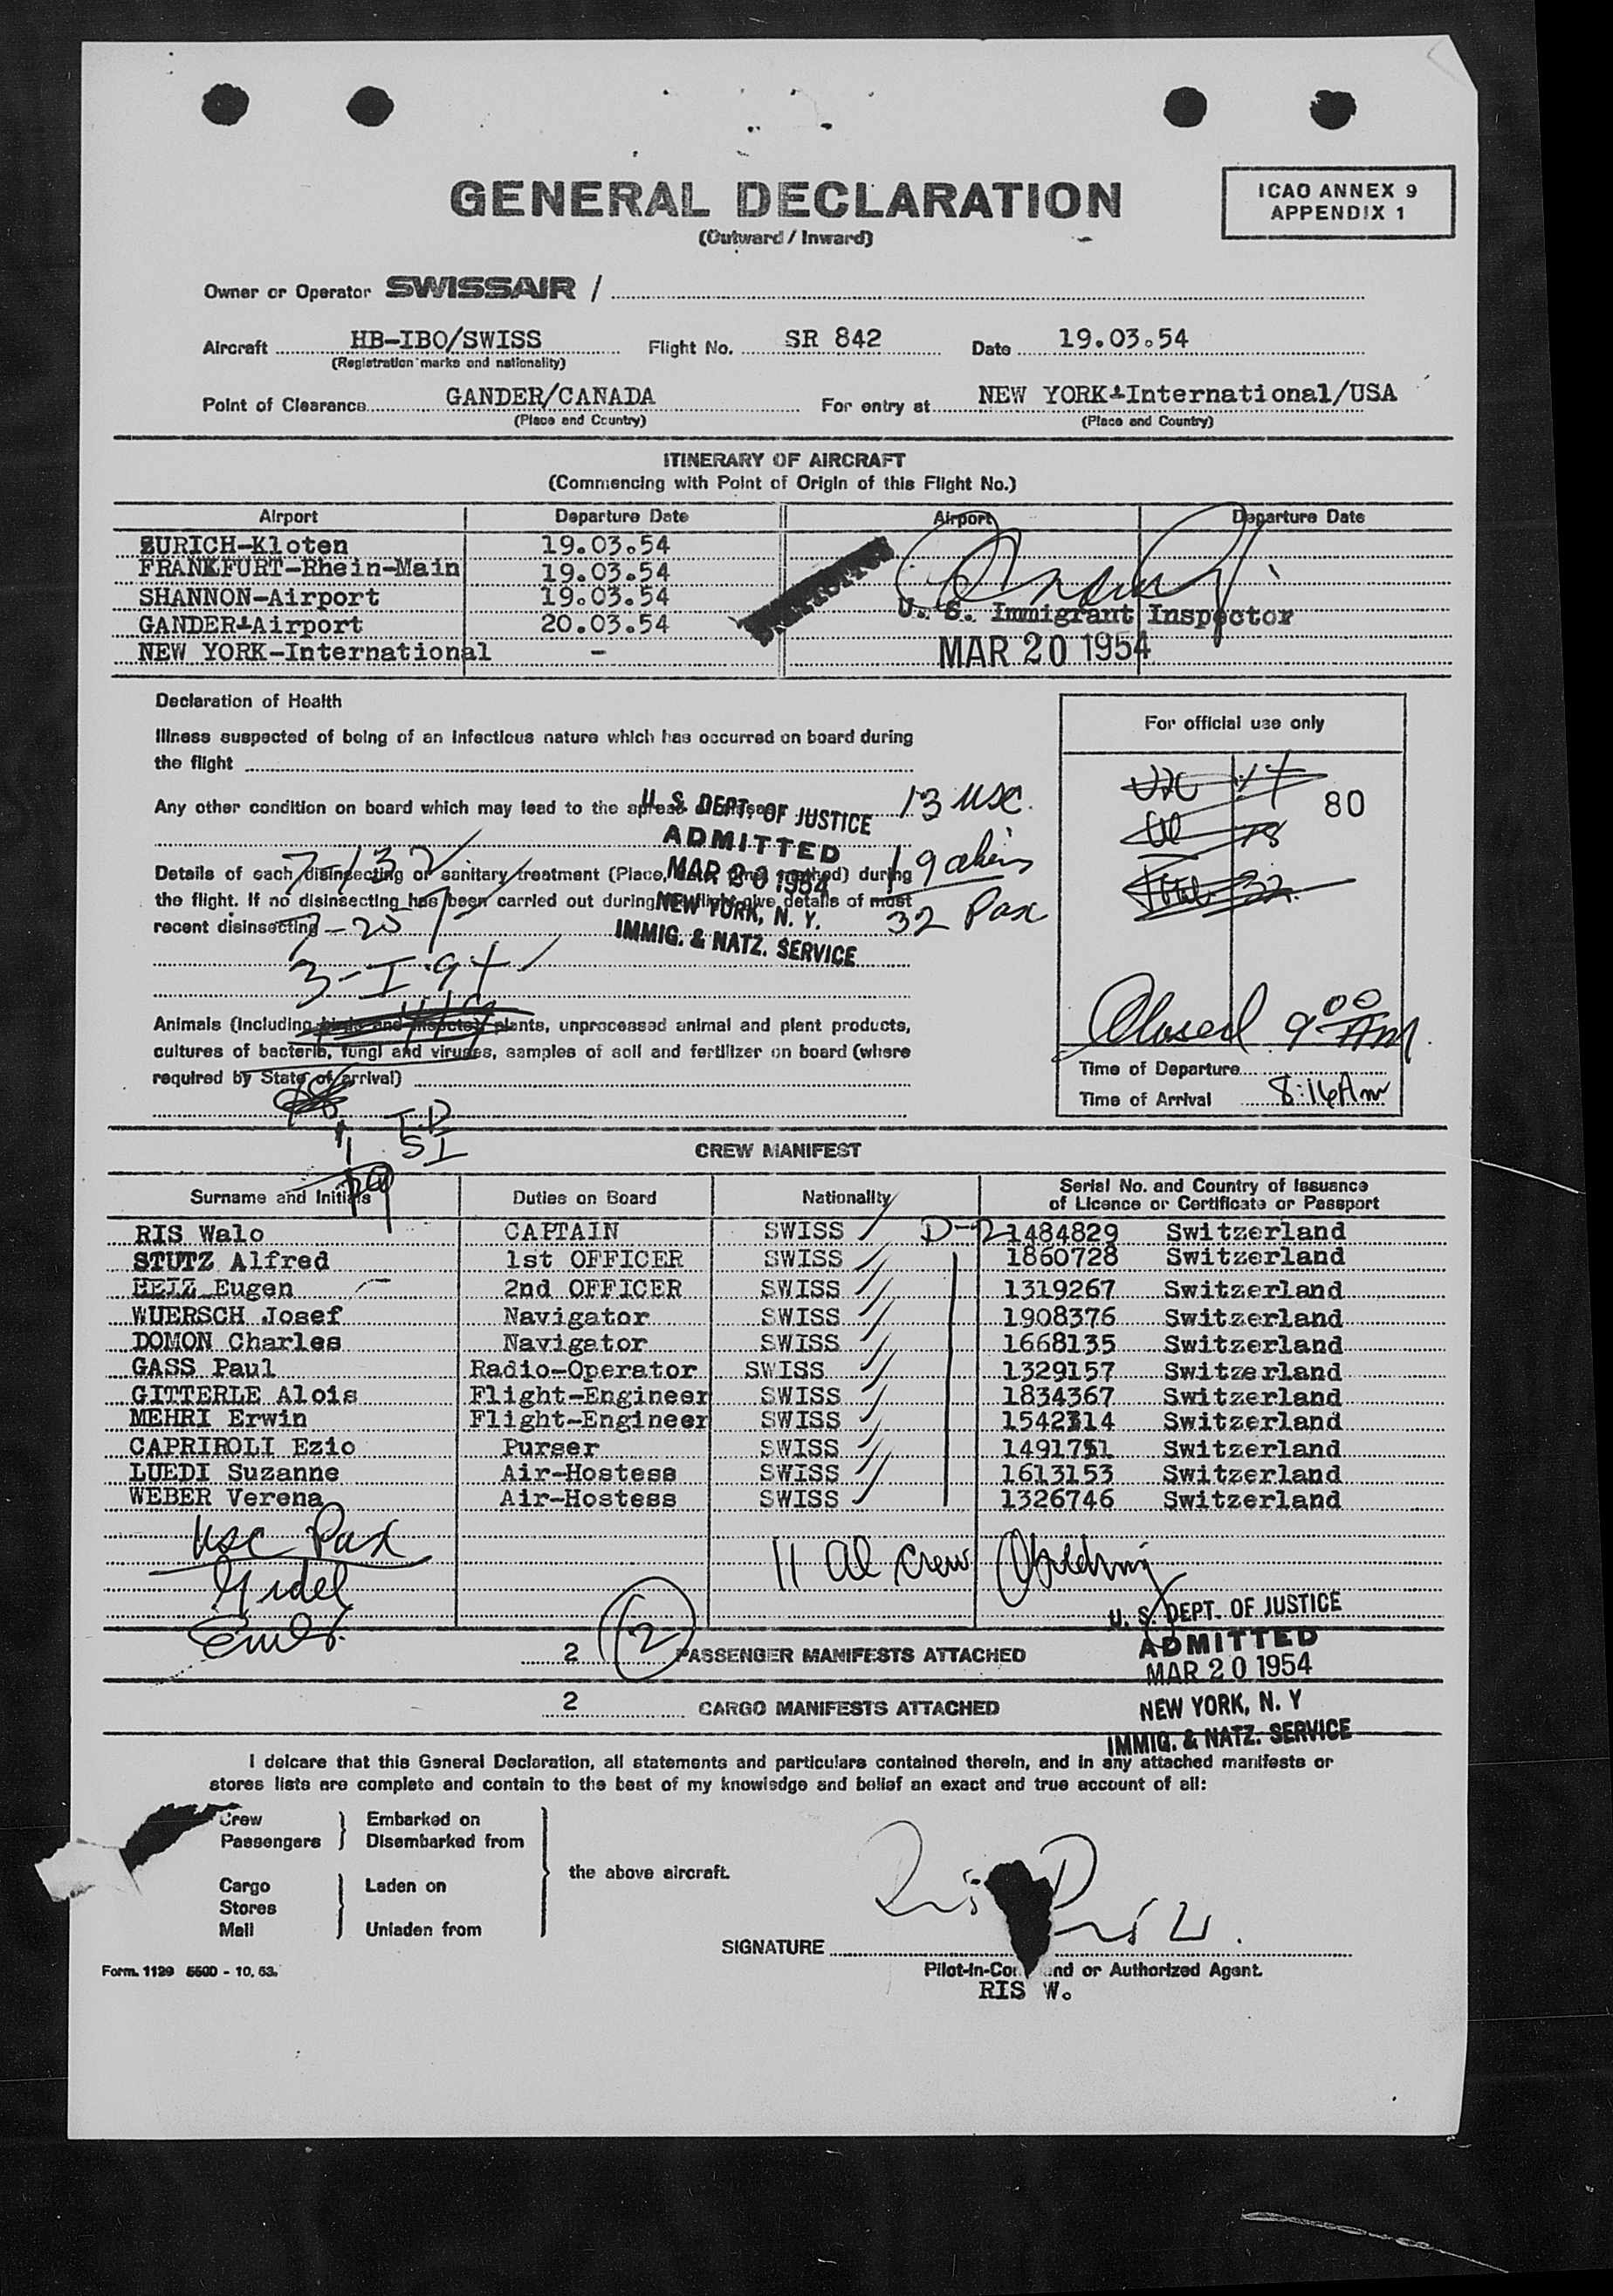 GENERAL DECLARATION
(Outward / Inward)
ICAO ANNEX 9
APPENDIX 1
Owner or Operator SWISSAIR /
Aircraft HB-IBO/SWISS Flight No. SR 842 Date 19.03.54
(Registration marks and nationality)
Point of Clearance GANDER/CANADA For entry at NEW YORK-International/USA
(Place and Country) (Place and Country)
ITINERARY OF AIRCRAFT
(Commencing with Point of Origin of this Flight No.)
Airport Departure Date Airport Departure Date
ZURICH-Kloten 19.03.54
FRANKFURT-Rhein-Main 19.03.54
SHANNON-Airport 19.03.54
GANDER-Airport 20.03.54
NEW YORK-International -
U. S. Immigrant Inspector
MAR 20 1954
Declaration of Health
Illness suspected of being of an infectious nature which has occurred on board during
the flight
Any other condition on board which may lead to the spread of disease
Details of each disinsecting or sanitary treatment (Place, date, time, method) during
the flight. If no disinsecting has been carried out during the flight give details of most
recent disinsecting
U. S. DEPT. OF JUSTICE
ADMITTED
MAR 20 1954
NEW YORK, N. Y.
IMMIG. & NATZ. SERVICE
13 USC.
19 aliens
32 Pax
7-132
7-20
3-I-94
Animals (including birds and insects) plants, unprocessed animal and plant products,
cultures of bacteria, fungi and viruses, samples of soil and fertilizer on board (where
required by State of arrival)
For official use only
80
Total 32
Closed 9 00 AM
Time of Departure
Time of Arrival 8:16 Am
CREW MANIFEST
Surname and Initials Duties on Board Nationality Serial No. and Country of Issuance
of Licence or Certificate or Passport
RIS Walo CAPTAIN SWISS D-2 1484829 Switzerland
STUTZ Alfred 1st OFFICER SWISS 1860728 Switzerland
HEIZ Eugen 2nd OFFICER SWISS 1319267 Switzerland
WUERSCH Josef Navigator SWISS 1908376 Switzerland
DOMON Charles Navigator SWISS 1668135 Switzerland
GASS Paul Radio-Operator SWISS 1329157 Switzerland
GITTERLE Alois Flight-Engineer SWISS 1834367 Switzerland
MEHRI Erwin Flight-Engineer SWISS 1542314 Switzerland
CAPRIROLI Ezio Purser SWISS 1491751 Switzerland
LUEDI Suzanne Air-Hostess SWISS 1613153 Switzerland
WEBER Verena Air-Hostess SWISS 1326746 Switzerland
usc Pax
11 al crew
2 (12) PASSENGER MANIFESTS ATTACHED
2 CARGO MANIFESTS ATTACHED
U. S. DEPT. OF JUSTICE
ADMITTED
MAR 20 1954
NEW YORK, N. Y
IMMIG. & NATZ. SERVICE
I delcare that this General Declaration, all statements and particulars contained therein, and in any attached manifests or
stores lists are complete and contain to the best of my knowledge and belief an exact and true account of all:
Crew Embarked on
Passengers Disembarked from
the above aircraft.
Cargo Laden on
Stores
Mail Unladen from
SIGNATURE
Pilot-in-Command or Authorized Agent.
RIS W.
Form. 1129 5500 - 10. 53.